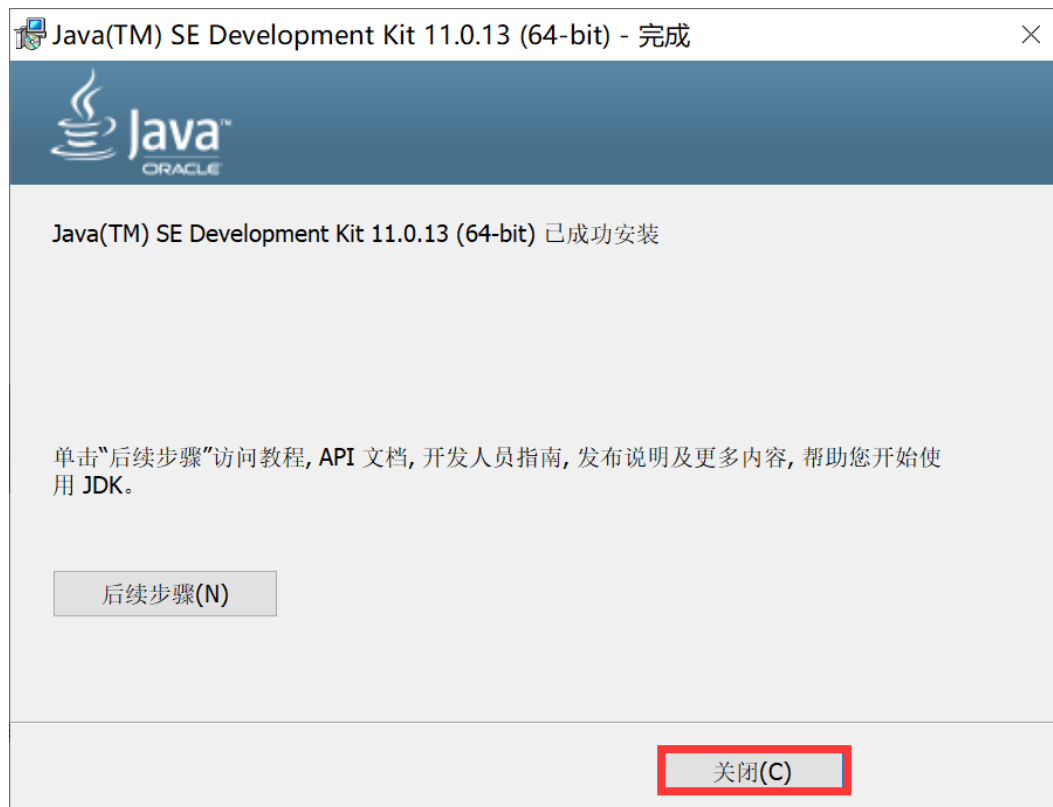 Java(TM) SE Development Kit 11.0.13 (64-bit) - 完成
Java™
ORACLE
Java(TM) SE Development Kit 11.0.13 (64-bit) 已成功安装
单击“后续步骤”访问教程, API 文档, 开发人员指南, 发布说明及更多内容, 帮助您开始使
用 JDK。
后续步骤(N)
关闭(C)